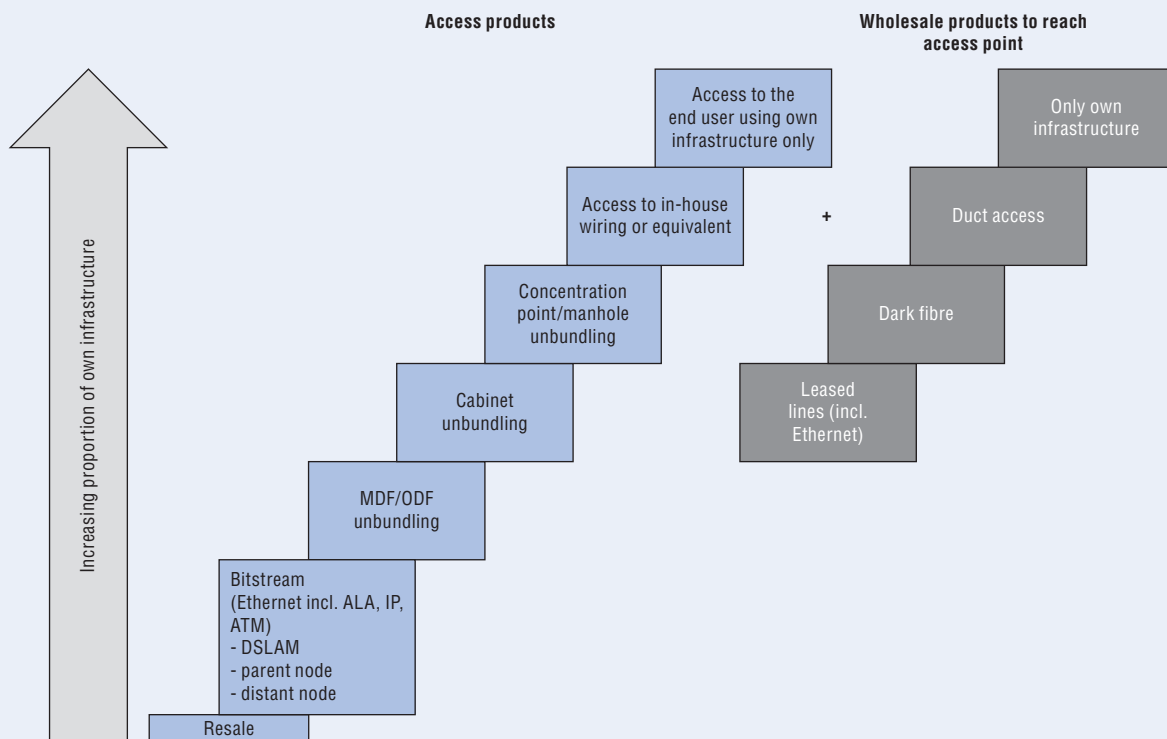 Access products
Wholesale products to reach
access point
Increasing proportion of own infrastructure
Access to the
end user using own
infrastructure only
Access to in-house
wiring or equivalent
Concentration
point/manhole
unbundling
Cabinet
unbundling
MDF/ODF
unbundling
Bitstream
(Ethernet incl. ALA, IP,
ATM)
- DSLAM
- parent node
- distant node
Resale
+
Only own
infrastructure
Duct access
Dark fibre
Leased
lines (incl.
Ethernet)